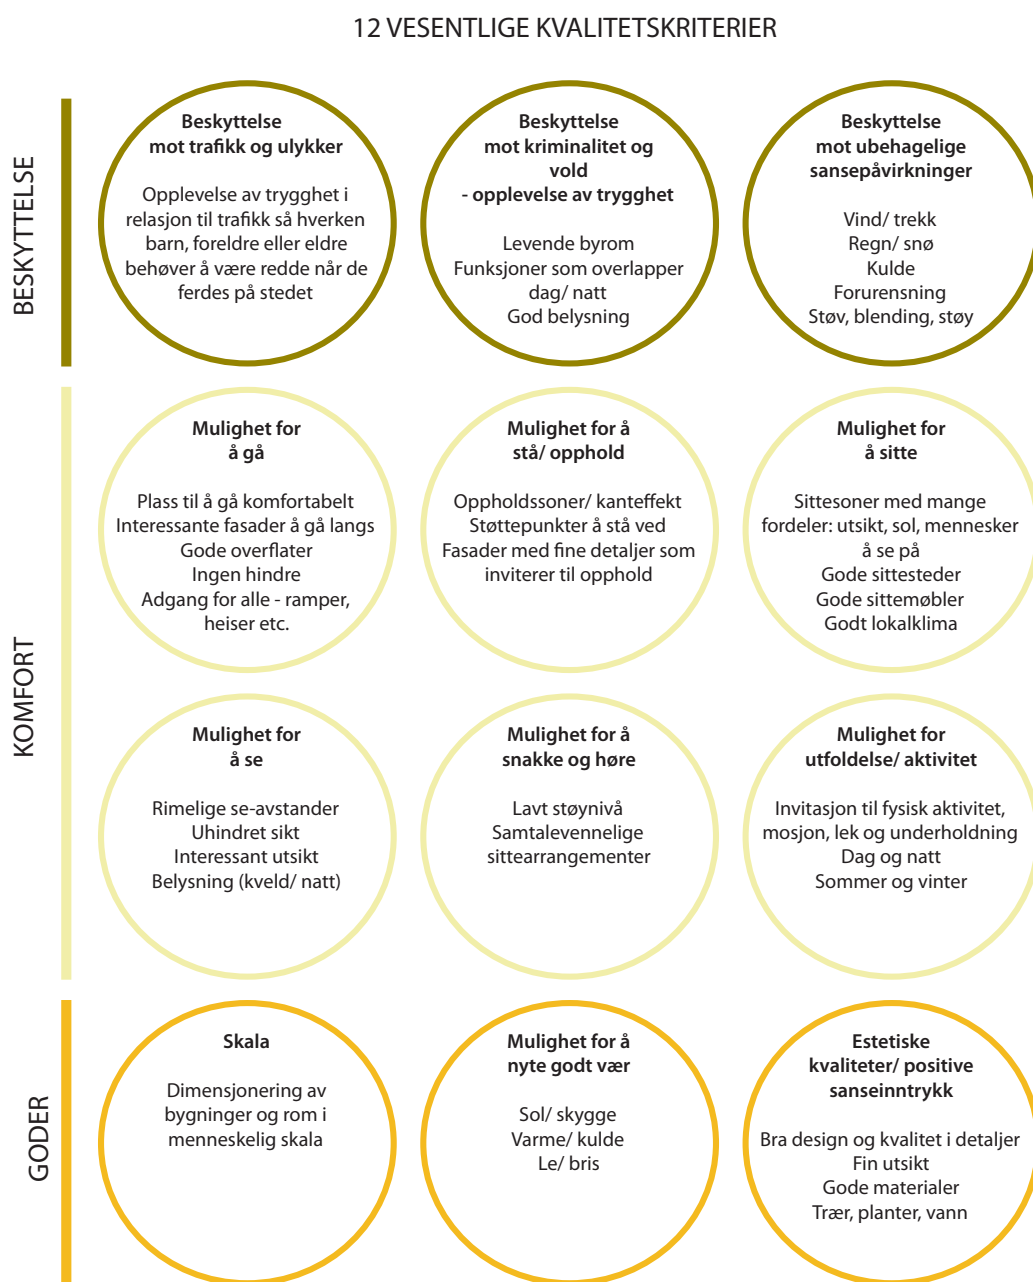 12 VESENTLIGE KVALITETSKRITERIER
BESKYTTELSE
Beskyttelse
mot trafikk og ulykker
Opplevelse av trygghet i
relasjon til trafikk så hverken
barn, foreldre eller eldre
behøver å være redde når de
ferdes på stedet
Beskyttelse
mot kriminalitet og
vold
- opplevelse av trygghet
Levende byrom
Funksjoner som overlapper
dag/ natt
God belysning
Beskyttelse
mot ubehagelige
sansepåvirkninger
Vind/ trekk
Regn/ snø
Kulde
Forurensning
Støv, blending, støy
KOMFORT
Mulighet for
å gå
Plass til å gå komfortabelt
Interessante fasader å gå langs
Gode overflater
Ingen hindre
Adgang for alle - ramper,
heiser etc.
Mulighet for å
stå/ opphold
Oppholdssoner/ kanteffekt
Støttepunkter å stå ved
Fasader med fine detaljer som
inviterer til opphold
Mulighet for
å sitte
Sittesoner med mange
fordeler: utsikt, sol, mennesker
å se på
Gode sittesteder
Gode sittemøbler
Godt lokalklima
Mulighet for
å se
Rimelige se-avstander
Uhindret sikt
Interessant utsikt
Belysning (kveld/ natt)
Mulighet for å
snakke og høre
Lavt støynivå
Samtalevennelige
sittearrangementer
Mulighet for
utfoldelse/ aktivitet
Invitasjon til fysisk aktivitet,
mosjon, lek og underholdning
Dag og natt
Sommer og vinter
GODER
Skala
Dimensjonering av
bygninger og rom i
menneskelig skala
Mulighet for å
nyte godt vær
Sol/ skygge
Varme/ kulde
Le/ bris
Estetiske
kvaliteter/ positive
sanseinntrykk
Bra design og kvalitet i detaljer
Fin utsikt
Gode materialer
Trær, planter, vann